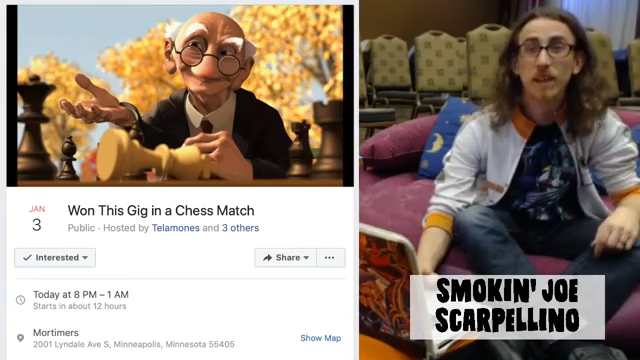 JAN
3
Won This Gig in a Chess Match
Public · Hosted by Telamones and 3 others
Interested
Share
Today at 8 PM – 1 AM
Starts in about 12 hours
Mortimers
2001 Lyndale Ave S, Minneapolis, Minnesota 55405
Show Map
SMOKIN' JOE
SCARPELLINO